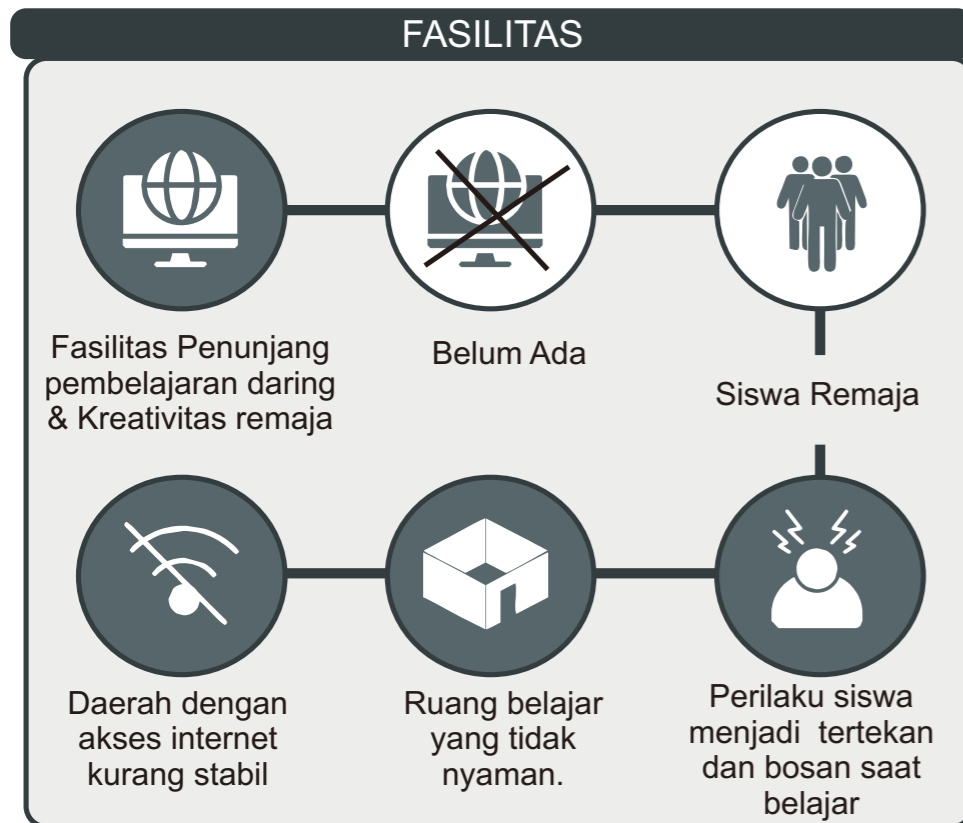 FASILITAS
Fasilitas Penunjang
pembelajaran daring
& Kreativitas remaja
Belum Ada
Siswa Remaja
Daerah dengan
akses internet
kurang stabil
Ruang belajar
yang tidak
nyaman.
Perilaku siswa
menjadi tertekan
dan bosan saat
belajar